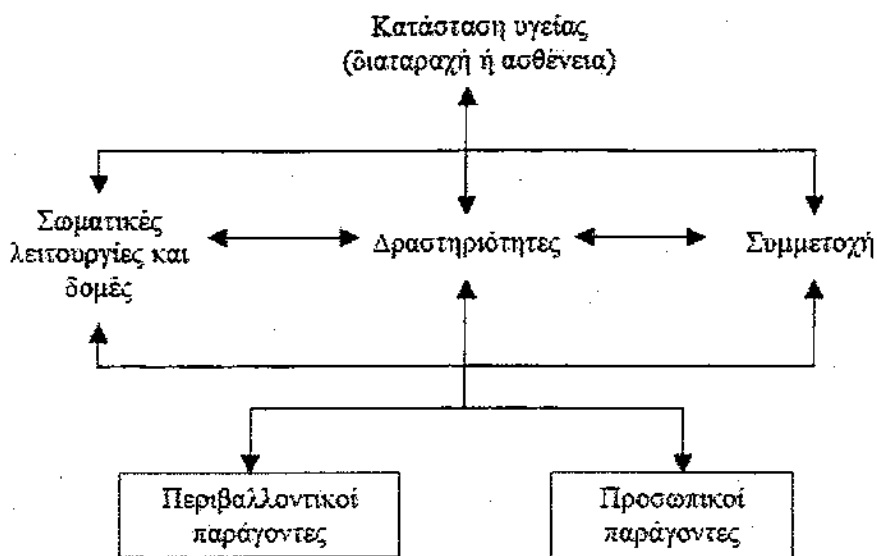 Κατάσταση υγείας
(διαταραχή ή ασθένεια)
Σωματικές
λειτουργίες και
δομές
Δραστηριότητες
Συμμετοχή
Περιβαλλοντικοί
παράγοντες
Προσωπικοί
παράγοντες